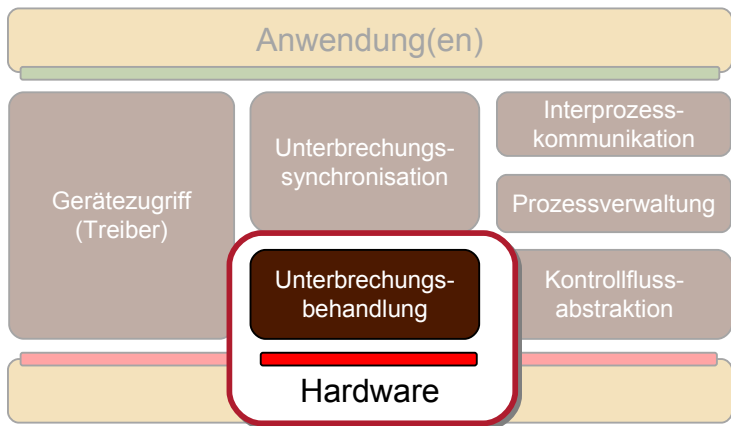 Anwendung(en)
Gerätezugriff
(Treiber)
Unterbrechungs-
synchronisation
Interprozess-
kommunikation
Prozessverwaltung
Unterbrechungs-
behandlung
Kontrollfluss-
abstraktion
Hardware